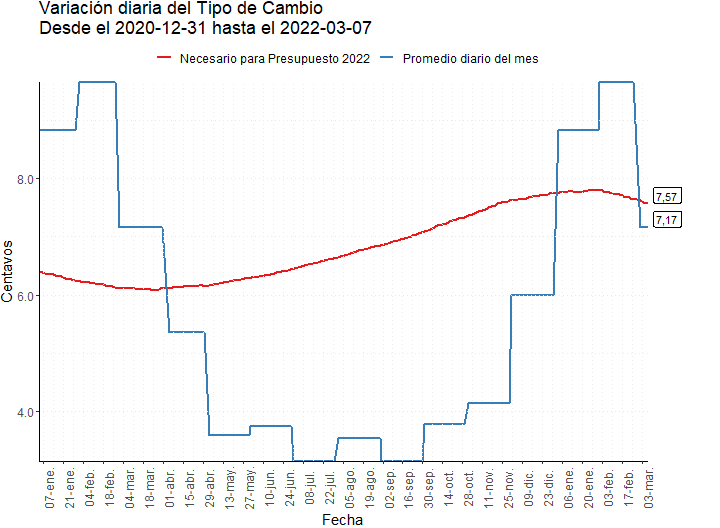 Variación diaria del Tipo de Cambio
Desde el 2020-12-31 hasta el 2022-03-07
Necesario para Presupuesto 2022
Promedio diario del mes
8.0
6.0
4.0
Centavos
7,57
7,17
07-ene.
21-ene.
04-feb.
18-feb.
04-mar.
18-mar.
01-abr.
15-abr.
29-abr.
13-may.
27-may.
10-jun.
24-jun.
08-jul.
22-jul.
05-ago.
19-ago.
02-sep.
16-sep.
30-sep.
14-oct.
28-oct.
11-nov.
25-nov.
09-dic.
23-dic.
06-ene.
20-ene.
03-feb.
17-feb.
03-mar.
Fecha